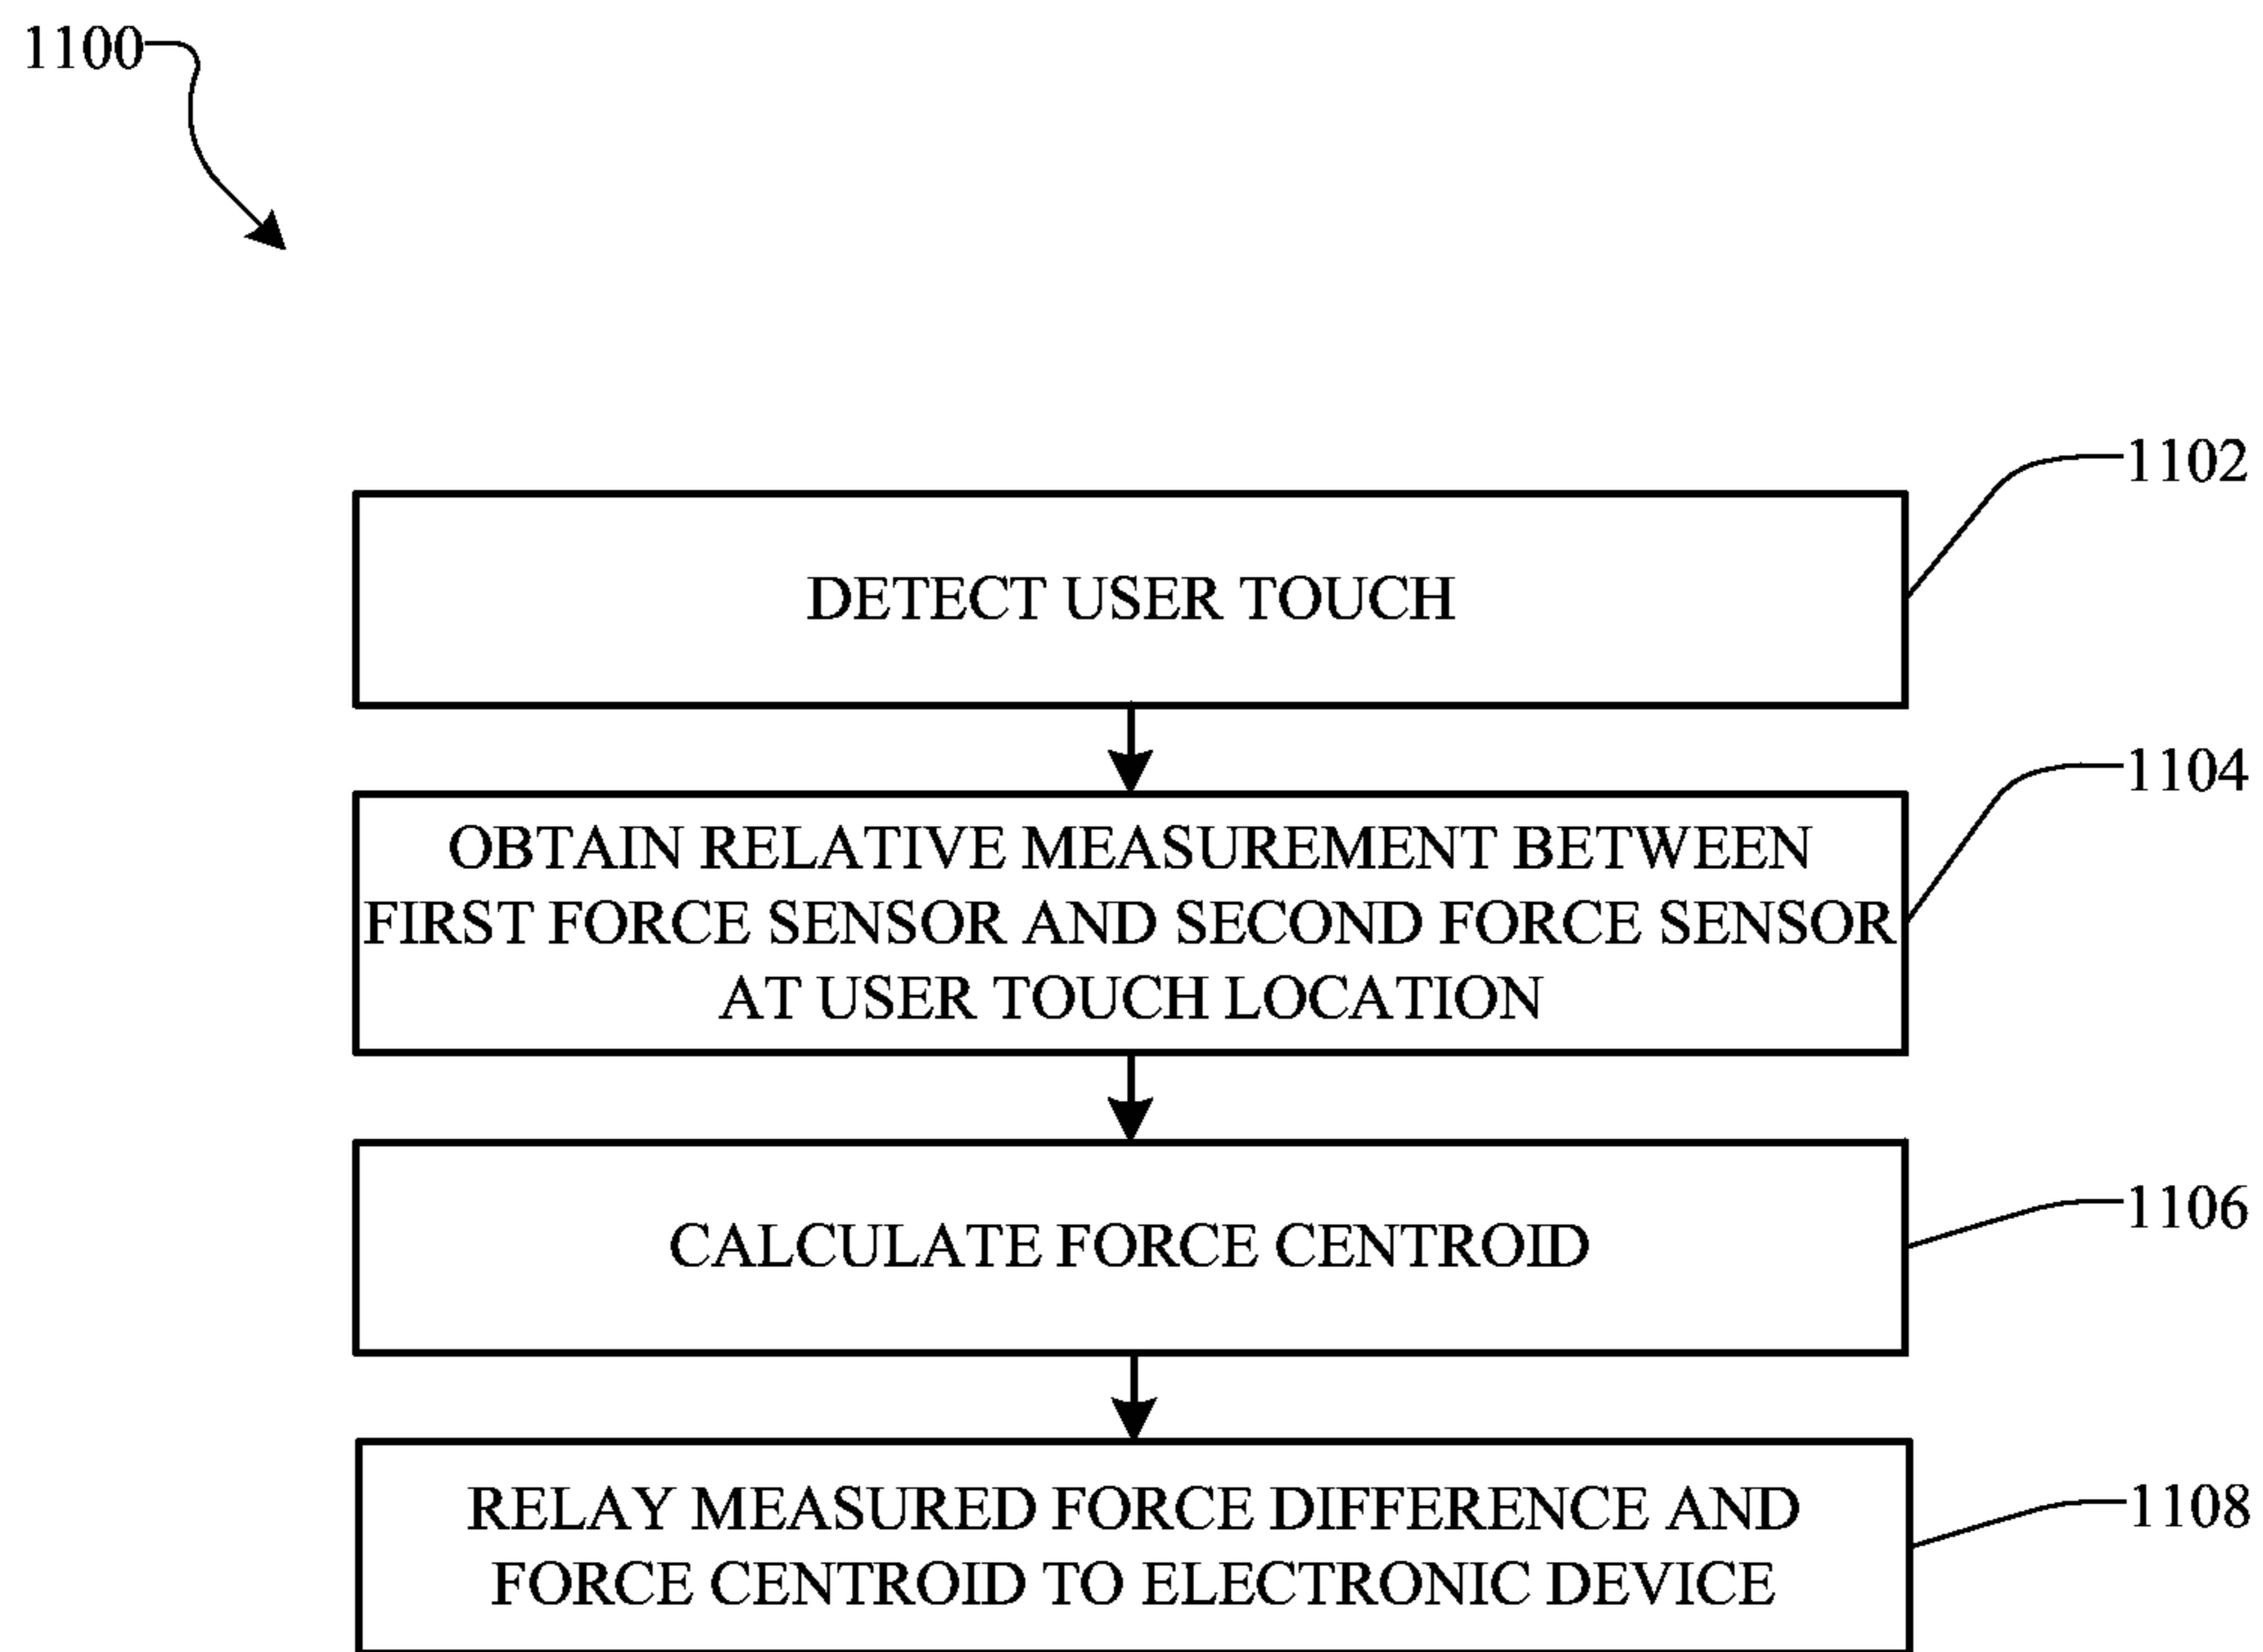 1100
1102
DETECT USER TOUCH
1104
OBTAIN RELATIVE MEASUREMENT BETWEEN
FIRST FORCE SENSOR AND SECOND FORCE SENSOR
AT USER TOUCH LOCATION
1106
CALCULATE FORCE CENTROID
1108
RELAY MEASURED FORCE DIFFERENCE AND
FORCE CENTROID TO ELECTRONIC DEVICE